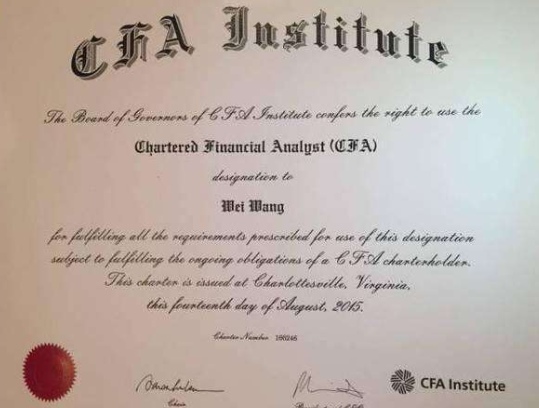 CFA Institute
The Board of Governors of CFA Institute confers the right to use the
Chartered Financial Analyst (CFA)
designation to
Wei Wang
for fulfilling all the requirements prescribed for use of this designation
subject to fulfilling the ongoing obligations of a CFA charterholder.
This charter is issued at Charlottesville, Virginia,
this fourteenth day of August, 2015.
Charter Number 166246
CFA Institute
Chair